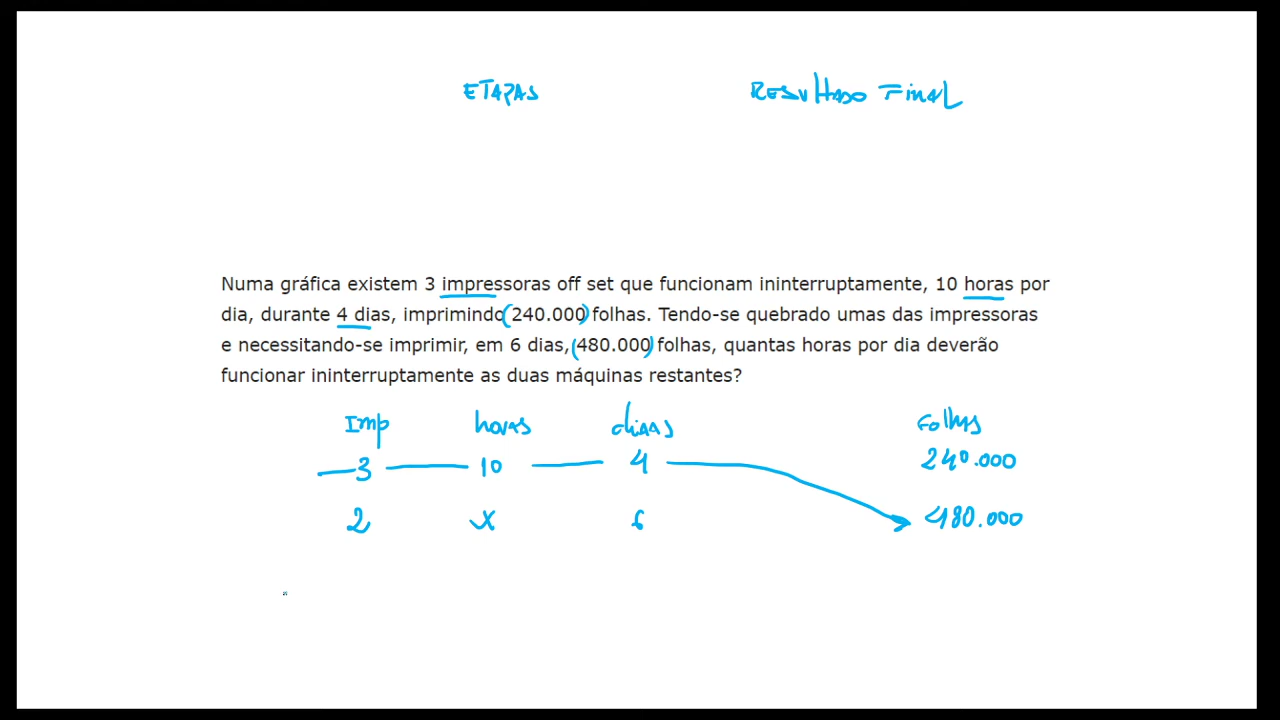 ETAPAS RESULTADO FINAL
Numa gráfica existem 3 impressoras off set que funcionam ininterruptamente, 10 horas por
dia, durante 4 dias, imprimindo (240.000) folhas. Tendo-se quebrado umas das impressoras
e necessitando-se imprimir, em 6 dias, (480.000) folhas, quantas horas por dia deverão
funcionar ininterruptamente as duas máquinas restantes?
Imp horas dias Folhas
3 10 4 240.000
2 x 6 480.000